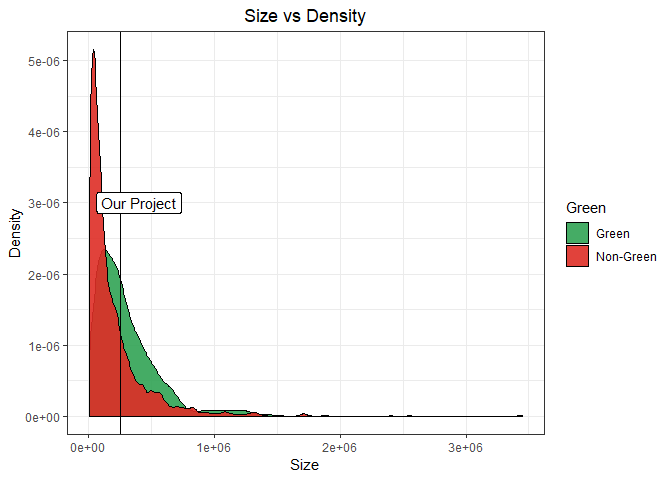 Size vs Density
5e-06
4e-06
3e-06
2e-06
1e-06
0e+00
Density
Our Project
0e+00 1e+06 2e+06 3e+06
Size
Green
Green
Non-Green